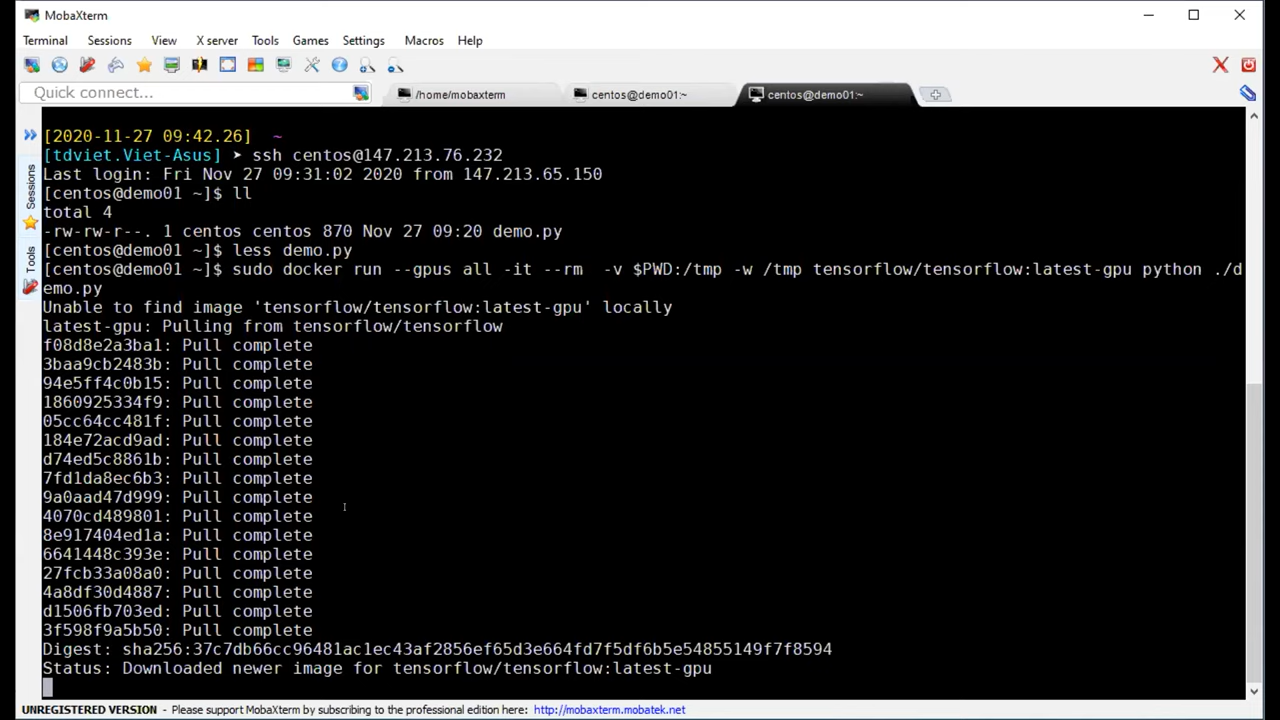 MobaXterm
Terminal Sessions View X server Tools Games Settings Macros Help
Quick connect...
/home/mobaxterm
centos@demo01:~
centos@demo01:~
Sessions
Tools
[2020-11-27 09:42.26] ~
[tdviet.Viet-Asus] ➤ ssh centos@147.213.76.232
Last login: Fri Nov 27 09:31:02 2020 from 147.213.65.150
[centos@demo01 ~]$ ll
total 4
-rw-rw-r--. 1 centos centos 870 Nov 27 09:20 demo.py
[centos@demo01 ~]$ less demo.py
[centos@demo01 ~]$ sudo docker run --gpus all -it --rm  -v $PWD:/tmp -w /tmp tensorflow/tensorflow:latest-gpu python ./d
emo.py
Unable to find image 'tensorflow/tensorflow:latest-gpu' locally
latest-gpu: Pulling from tensorflow/tensorflow
f08d8e2a3ba1: Pull complete
3baa9cb2483b: Pull complete
94e5ff4c0b15: Pull complete
1860925334f9: Pull complete
05cc64cc481f: Pull complete
184e72acd9ad: Pull complete
d74ed5c8861b: Pull complete
7fd1da8ec6b3: Pull complete
9a0aad47d999: Pull complete
4070cd489801: Pull complete
8e917404ed1a: Pull complete
6641448c393e: Pull complete
27fcb33a08a0: Pull complete
4a8df30d4887: Pull complete
d1506fb703ed: Pull complete
3f598f9a5b50: Pull complete
Digest: sha256:37c7db66cc96481ac1ec43af2856ef65d3e664fd7f5df6b5e54855149f7f8594
Status: Downloaded newer image for tensorflow/tensorflow:latest-gpu
UNREGISTERED VERSION - Please support MobaXterm by subscribing to the professional edition here: http://mobaxterm.mobatek.net